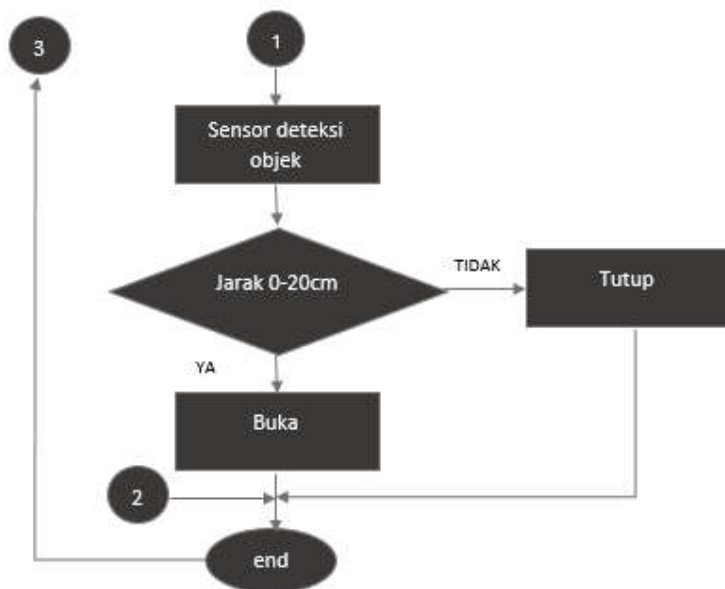 3
1
Sensor deteksi
objek
Jarak 0-20cm
TIDAK
Tutup
YA
Buka
2
end